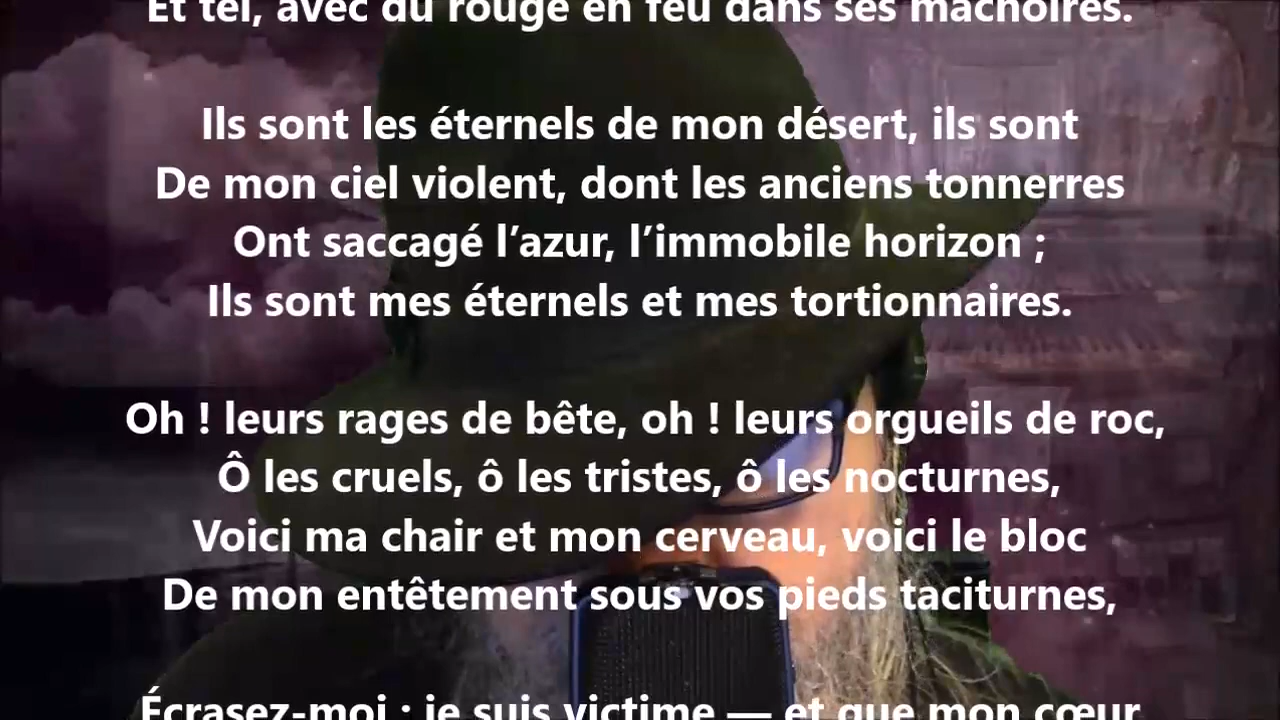 Et tel, avec du rouge en feu dans ses mâchoires.
Ils sont les éternels de mon désert, ils sont
De mon ciel violent, dont les anciens tonnerres
Ont saccagé l’azur, l’immobile horizon ;
Ils sont mes éternels et mes tortionnaires.
Oh ! leurs rages de bête, oh ! leurs orgueils de roc,
Ô les cruels, ô les tristes, ô les nocturnes,
Voici ma chair et mon cerveau, voici le bloc
De mon entêtement sous vos pieds taciturnes,
Écrasez-moi ; je suis victime — et que mon cœur